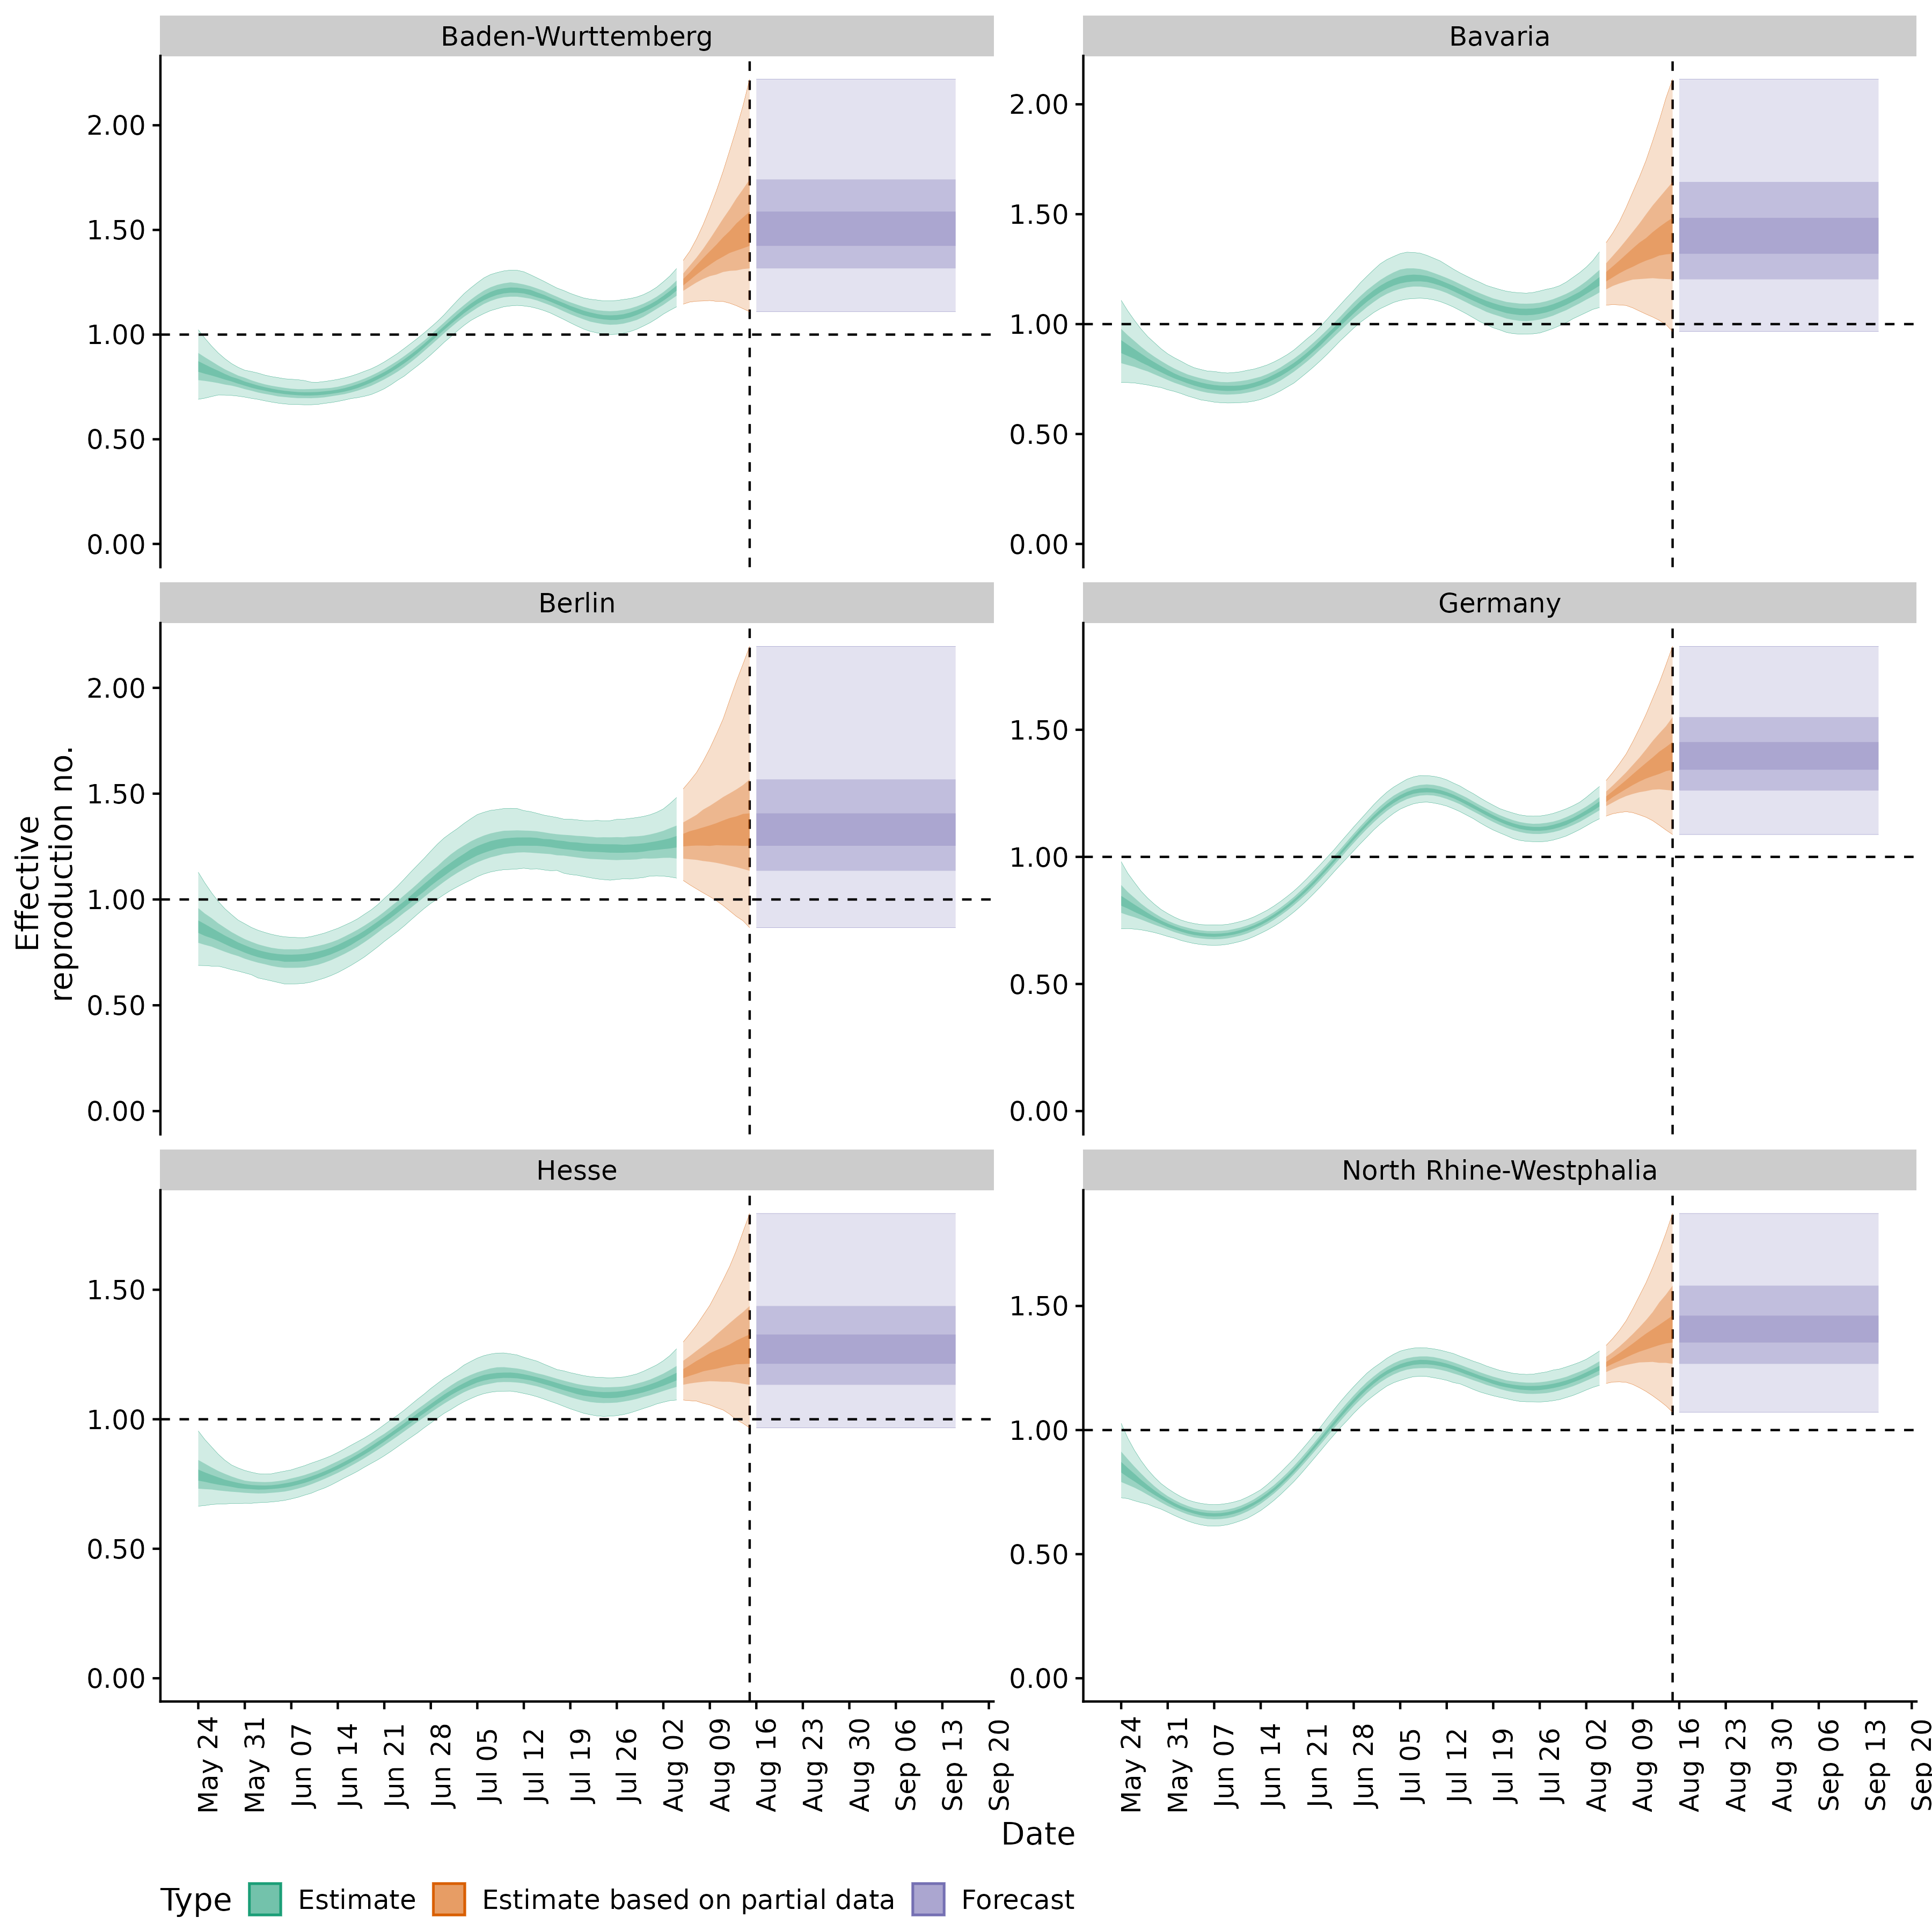 Baden-Wurttemberg
Bavaria
2.00
1.50
1.00
0.50
0.00
2.00
1.50
1.00
0.50
0.00
Berlin
Germany
2.00
1.50
1.00
0.50
0.00
1.50
1.00
0.50
0.00
Effective
reproduction no.
Hesse
North Rhine-Westphalia
1.50
1.00
0.50
0.00
1.50
1.00
0.50
0.00
May 24
May 31
Jun 07
Jun 14
Jun 21
Jun 28
Jul 05
Jul 12
Jul 19
Jul 26
Aug 02
Aug 09
Aug 16
Aug 23
Aug 30
Sep 06
Sep 13
Sep 20
May 24
May 31
Jun 07
Jun 14
Jun 21
Jun 28
Jul 05
Jul 12
Jul 19
Jul 26
Aug 02
Aug 09
Aug 16
Aug 23
Aug 30
Sep 06
Sep 13
Sep 20
Date
Type Estimate Estimate based on partial data Forecast